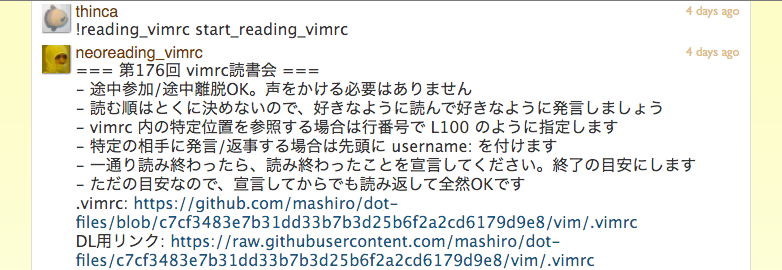 thinca
4 days ago
!reading_vimrc start_reading_vimrc
neoreading_vimrc
4 days ago
=== 第176回 vimrc読書会 ===
- 途中参加/途中離脱OK。声をかける必要はありません
- 読む順はとくに決めないので、好きなように読んで好きなように発言しましょう
- vimrc 内の特定位置を参照する場合は行番号で L100 のように指定します
- 特定の相手に発言/返事する場合は先頭に username: を付けます
- 一通り読み終わったら、読み終わったことを宣言してください。終了の目安にします
- ただの目安なので、宣言してからでも読み返して全然OKです
.vimrc: https://github.com/mashiro/dot-
files/blob/c7cf3483e7b31dd33b7b3d25b6f2a2cd6179d9e8/vim/.vimrc
DL用リンク: https://raw.githubusercontent.com/mashiro/dot-
files/c7cf3483e7b31dd33b7b3d25b6f2a2cd6179d9e8/vim/.vimrc